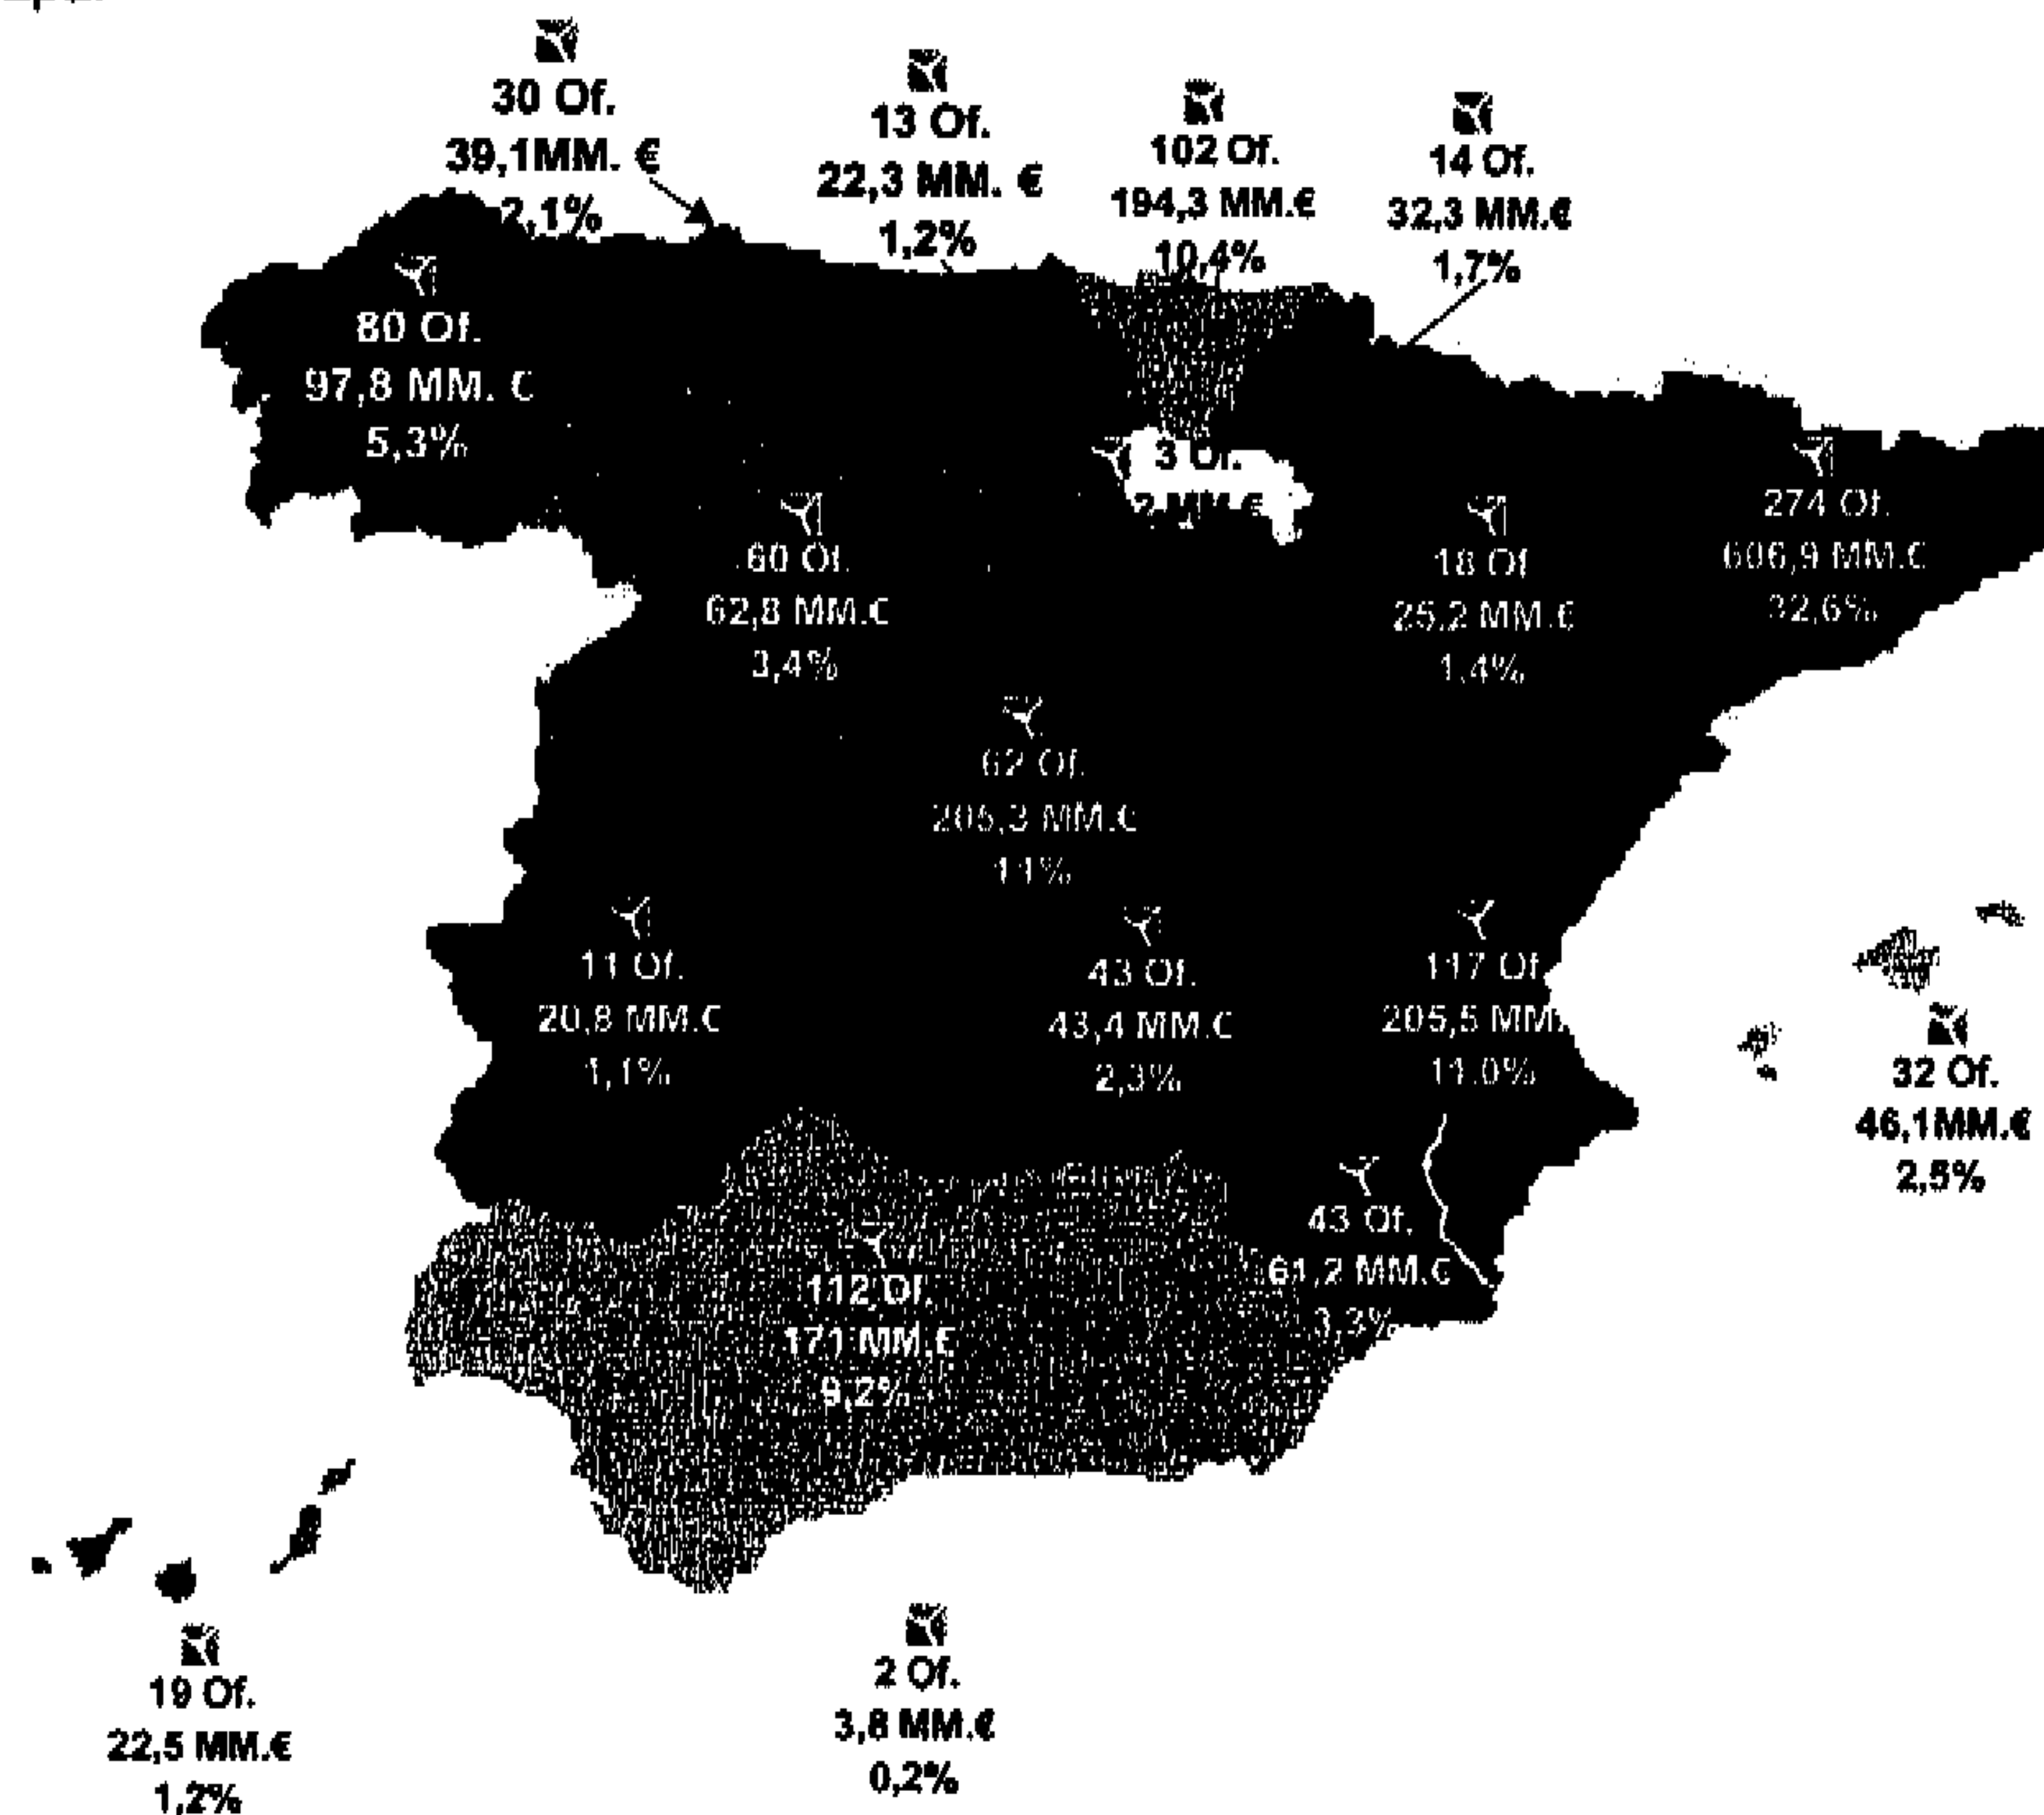 30 Of.
39,1MM. €
2,1%
13 Of.
22,3 MM. €
1,2%
102 Of.
194,3 MM.€
10,4%
14 Of.
32,3 MM.€
1,7%
80 Of.
97,8 MM. €
5,3%
3 Of.
2 MM.€
60 Of.
62,8 MM.€
3,4%
18 Of
25,2 MM.€
1,4%
274 Of.
606,9 MM.€
32,6%
62 Of.
205,3 MM.€
11%
11 Of.
20,8 MM.€
1,1%
43 Of.
43,4 MM.€
2,3%
117 Of
205,5 MM.
11.0%
32 Of.
46,1MM.€
2,5%
43 Of.
61,2 MM.€
3,3%
112 Of.
171 MM.€
9,2%
19 Of.
22,5 MM.€
1,2%
2 Of.
3,8 MM.€
0,2%